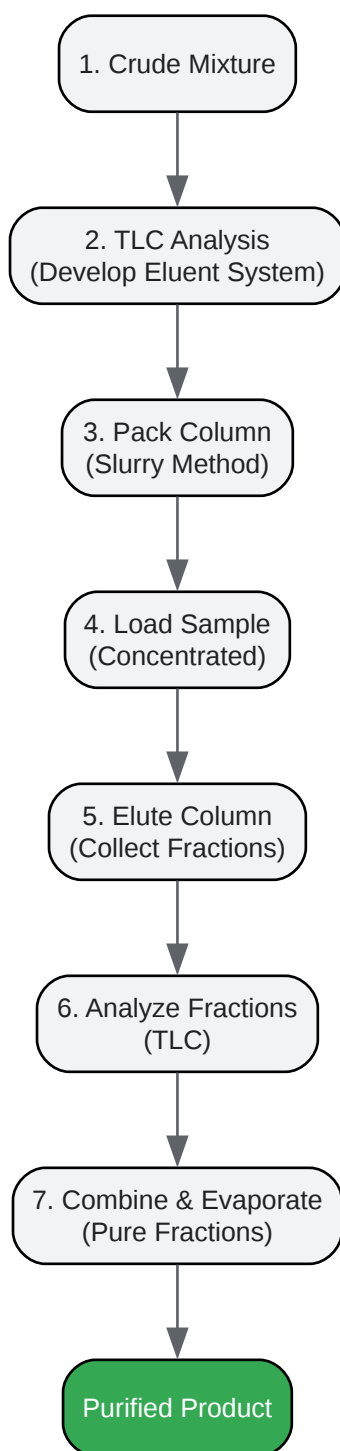 1. Crude Mixture
2. TLC Analysis
(Develop Eluent System)
3. Pack Column
(Slurry Method)
4. Load Sample
(Concentrated)
5. Elute Column
(Collect Fractions)
6. Analyze Fractions
(TLC)
7. Combine & Evaporate
(Pure Fractions)
Purified Product